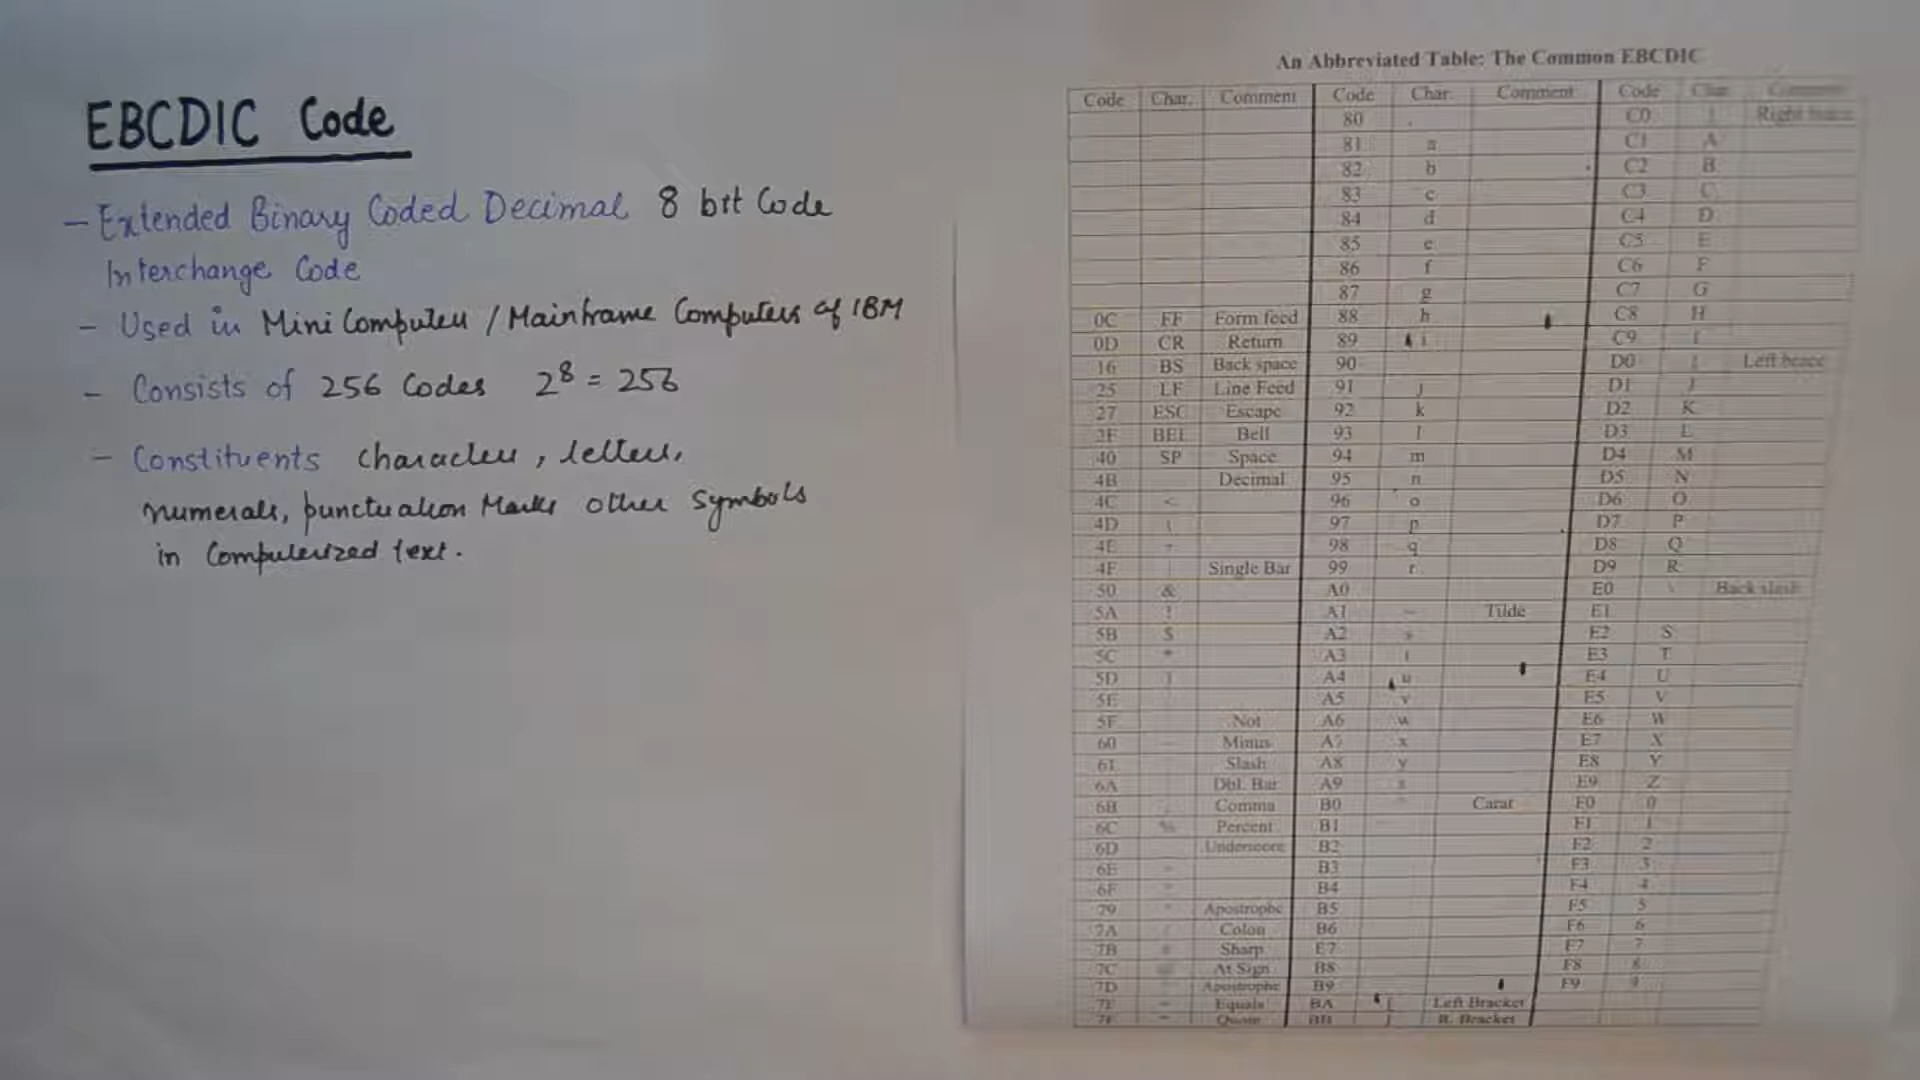 EBCDIC Code
- Extended Binary Coded Decimal 8 bit Code
Interchange Code
- Used in Mini Computers / Mainframe Computers of IBM
- Consists of 256 Codes 2⁸ = 256
- Constituents characters, letters,
numerals, punctuation Marks other symbols
in Computerized text.
An Abbreviated Table: The Common EBCDIC
Code Char. Comment Code Char. Comment Code Char
80 C0 Right brace
81 a C1 A
82 b C2 B
83 c C3 C
84 d C4 D
85 e C5 E
86 f C6 F
87 g C7 G
0C FF Form feed 88 h C8 H
0D CR Return 89 i C9 I
16 BS Back space 90 D0 Left brace
25 LF Line Feed 91 j D1 J
27 ESC Escape 92 k D2 K
2F BEL Bell 93 l D3 L
40 SP Space 94 m D4 M
4B Decimal 95 n D5 N
4C < 96 o D6 O
4D ( 97 p D7 P
4E + 98 q D8 Q
4F Single Bar 99 r D9 R
50 & A0 E0 \ Back slash
5A ! A1 ~ Tilde E1
5B $ A2 s E2 S
5C * A3 t E3 T
5D ) A4 u E4 U
5E A5 v E5 V
5F Not A6 w E6 W
60 Minus A7 x E7 X
61 Slash A8 y E8 Y
6A Dbl. Bar A9 z E9 Z
6B Comma B0 Carat F0 0
6C % Percent B1 F1 1
6D Underscore B2 F2 2
6E B3 F3 3
6F B4 F4 4
79 Apostrophe B5 F5 5
7A Colon B6 F6 6
7B # Sharp E7 F7 7
7C At Sign B8 F8 8
7D Apostrophe B9 F9 9
7E = Equals BA [ Left Bracket
7F Quote BB ] R. Bracket